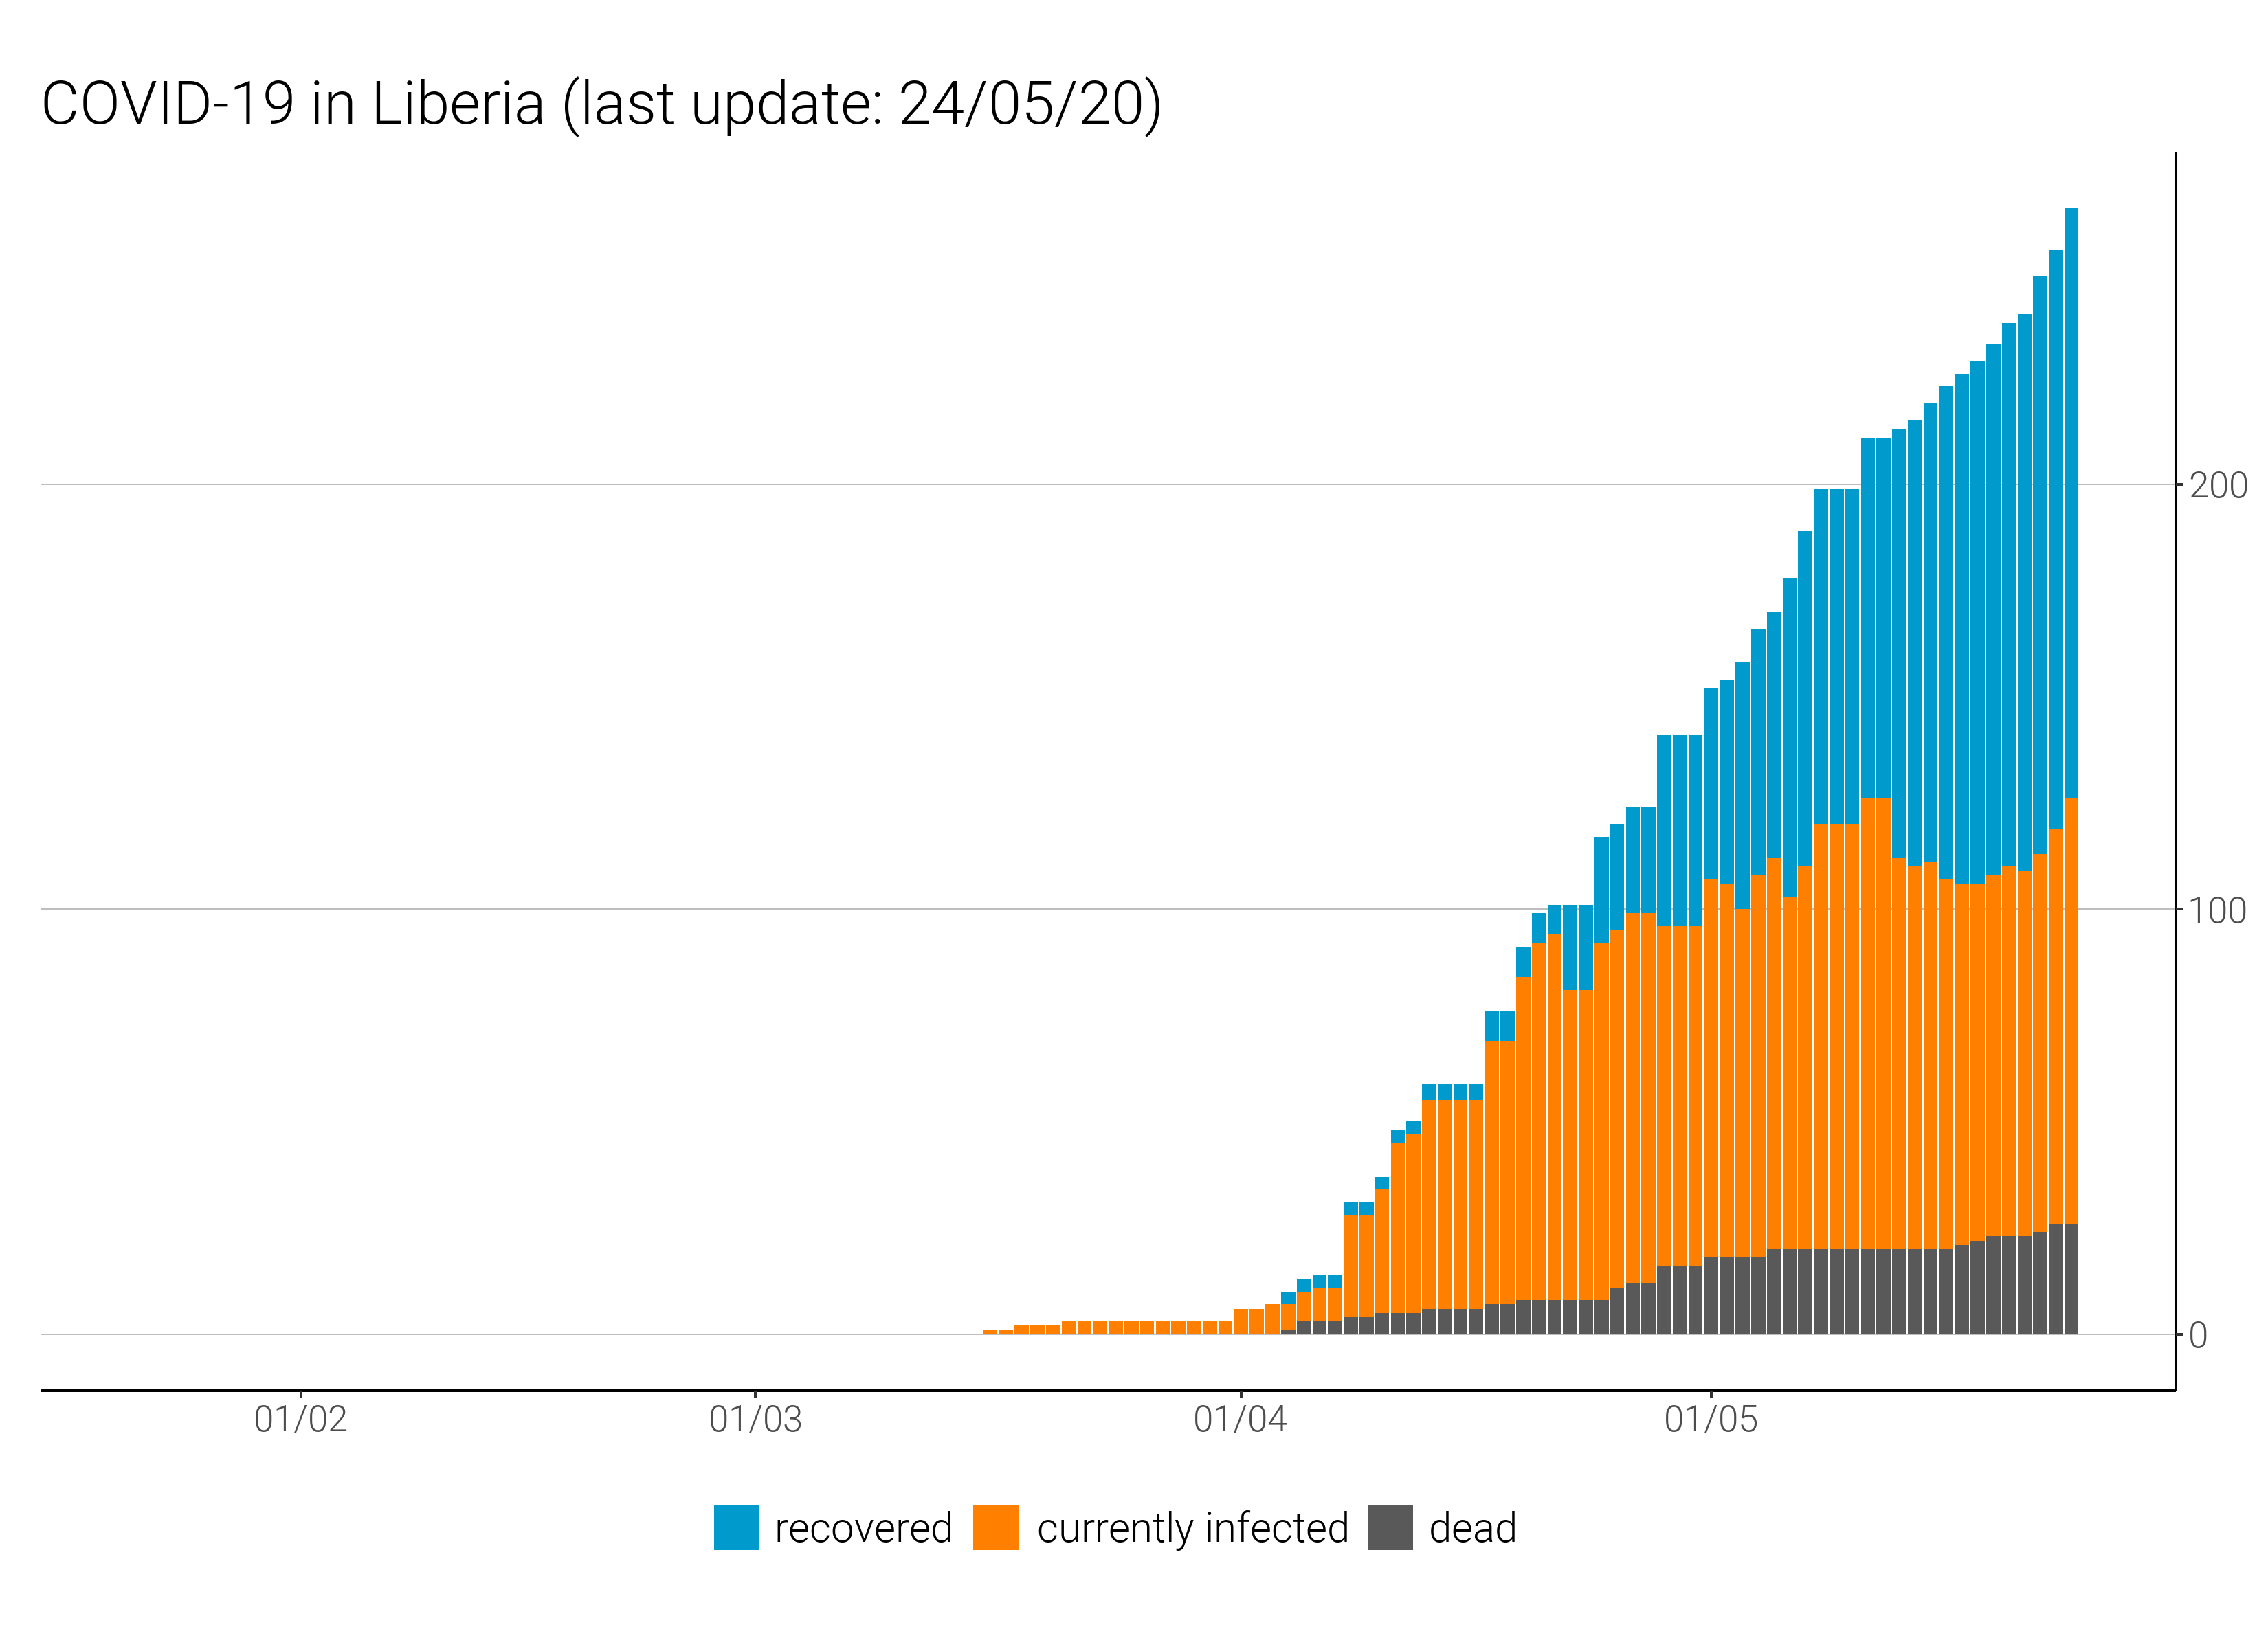 COVID-19 in Liberia (last update: 24/05/20)
200
100
0
01/02 01/03 01/04 01/05
recovered currently infected dead